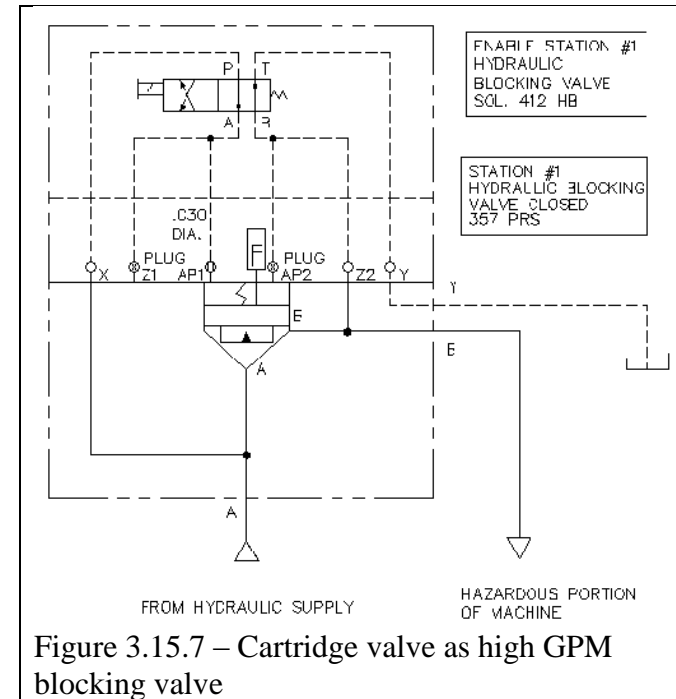 ENABLE STATION #1
HYDRAULIC
BLOCKING VALVE
SOL. 412 HB
P T
A B
STATION #1
HYDRALLIC BLOCKING
VALVE CLOSED
357 PRS
.030
DIA.
F
PLUG
PLUG
X Z1 AP1 AP2 Z2 Y
Y
B
B
A
A
FROM HYDRAULIC SUPPLY
HAZARDOUS PORTION
OF MACHINE
Figure 3.15.7 – Cartridge valve as high GPM
blocking valve